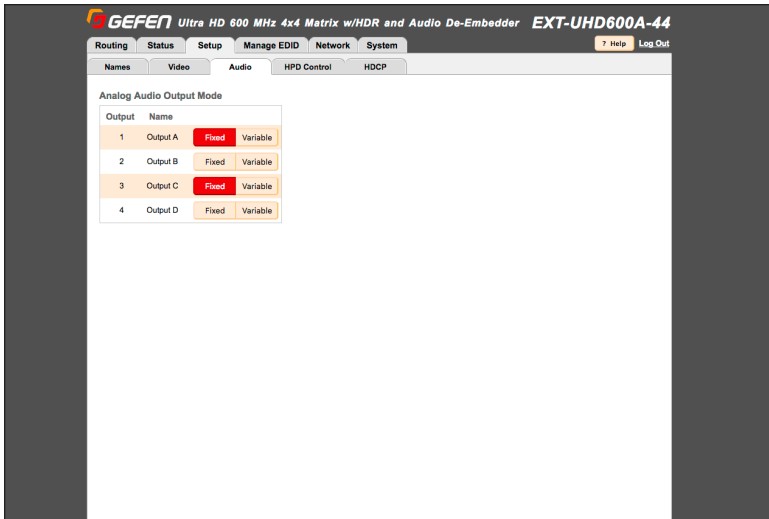 GEFEN Ultra HD 600 MHz 4x4 Matrix w/HDR and Audio De-Embedder EXT-UHD600A-44
Routing Status Setup Manage EDID Network System ? Help Log Out
Names Video Audio HPD Control HDCP
Analog Audio Output Mode
Output Name
1 Output A Fixed Variable
2 Output B Fixed Variable
3 Output C Fixed Variable
4 Output D Fixed Variable